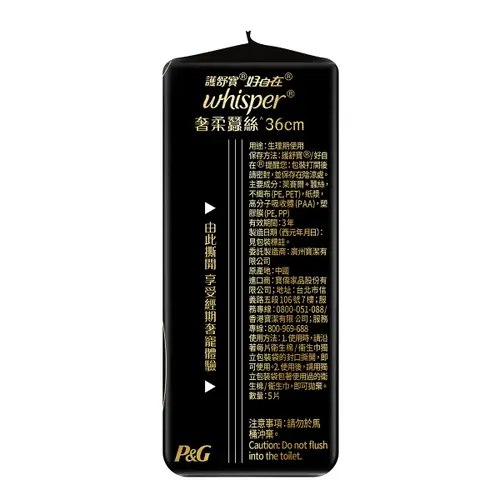 護舒寶® 好自在®
whisper®
奢柔蠶絲^ 36cm
用途：生理期使用
保存方法：護舒寶®/好自
在®提醒您：包裝打開後
請密封，並保存在陰涼處。
主要成分：萊賽爾。蠶絲，
不織布(PE, PET)，紙漿，
高分子吸收體(PAA)，塑
膠膜(PE, PP)
有效期間：3年
製造日期（西元年月日）：
見包裝標註。
委託製造商：廣州寶潔有
限公司
原產地：中國
進口商：寶僑家品股份有
限公司；地址：台北市信
義路五段106號7樓；服
務專線：0800-051-088/
香港寶潔有限公司；服務
專線：800-969-688
使用方法：1.使用時，請沿
著每片衛生棉/衛生巾獨
立包裝袋的封口撕開，即
可使用。2.使用後，請用獨
立包裝袋包著使用過的衛
生棉/衛生巾，即可拋棄。
數量：5片
注意事項：請勿於馬
桶沖棄。
Caution: Do not flush
into the toilet.
由此撕開 享受經期奢寵體驗
P&G